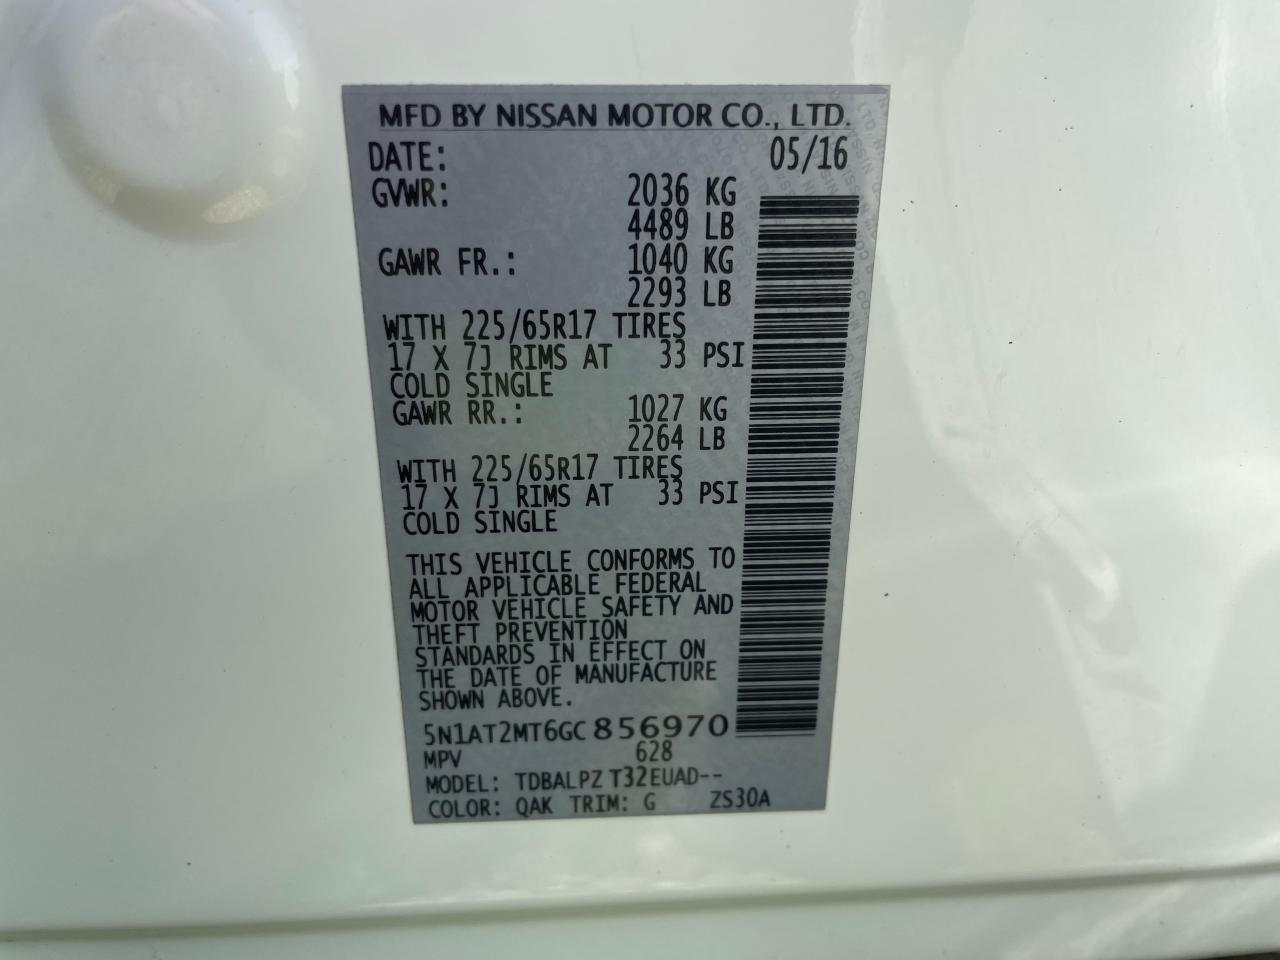 MFD BY NISSAN MOTOR CO., LTD.
DATE: 05/16
GVWR: 2036 KG
4489 LB
GAWR FR.: 1040 KG
2293 LB
WITH 225/65R17 TIRES
17 X 7J RIMS AT 33 PSI
COLD SINGLE
GAWR RR.: 1027 KG
2264 LB
WITH 225/65R17 TIRES
17 X 7J RIMS AT 33 PSI
COLD SINGLE
THIS VEHICLE CONFORMS TO
ALL APPLICABLE FEDERAL
MOTOR VEHICLE SAFETY AND
THEFT PREVENTION
STANDARDS IN EFFECT ON
THE DATE OF MANUFACTURE
SHOWN ABOVE.
5N1AT2MT6GC856970
MPV 628
MODEL: TDBALPZ T32EUAD--
COLOR: QAK TRIM: G ZS30A